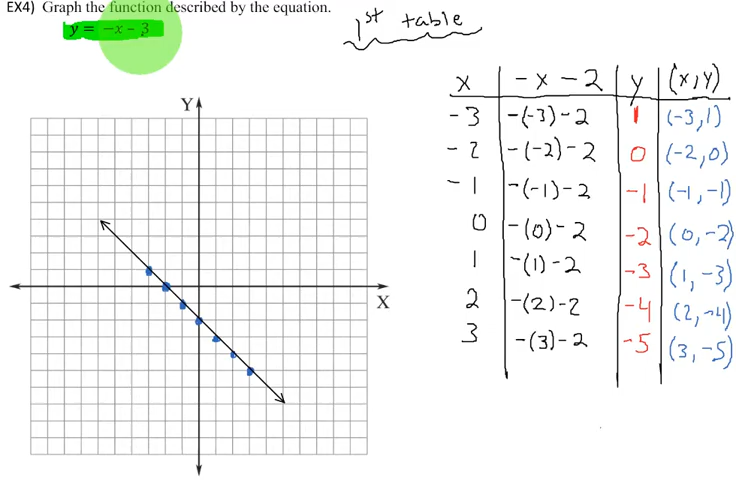 EX4) Graph the function described by the equation.
y = −x − 3
1st table
Y
X
x | -x-2 | y | (x,y)
-3 | -(-3)-2 | 1 | (-3,1)
-2 | -(-2)-2 | 0 | (-2,0)
-1 | -(-1)-2 | -1 | (-1,-1)
0 | -(0)-2 | -2 | (0,-2)
1 | -(1)-2 | -3 | (1,-3)
2 | -(2)-2 | -4 | (2,-4)
3 | -(3)-2 | -5 | (3,-5)